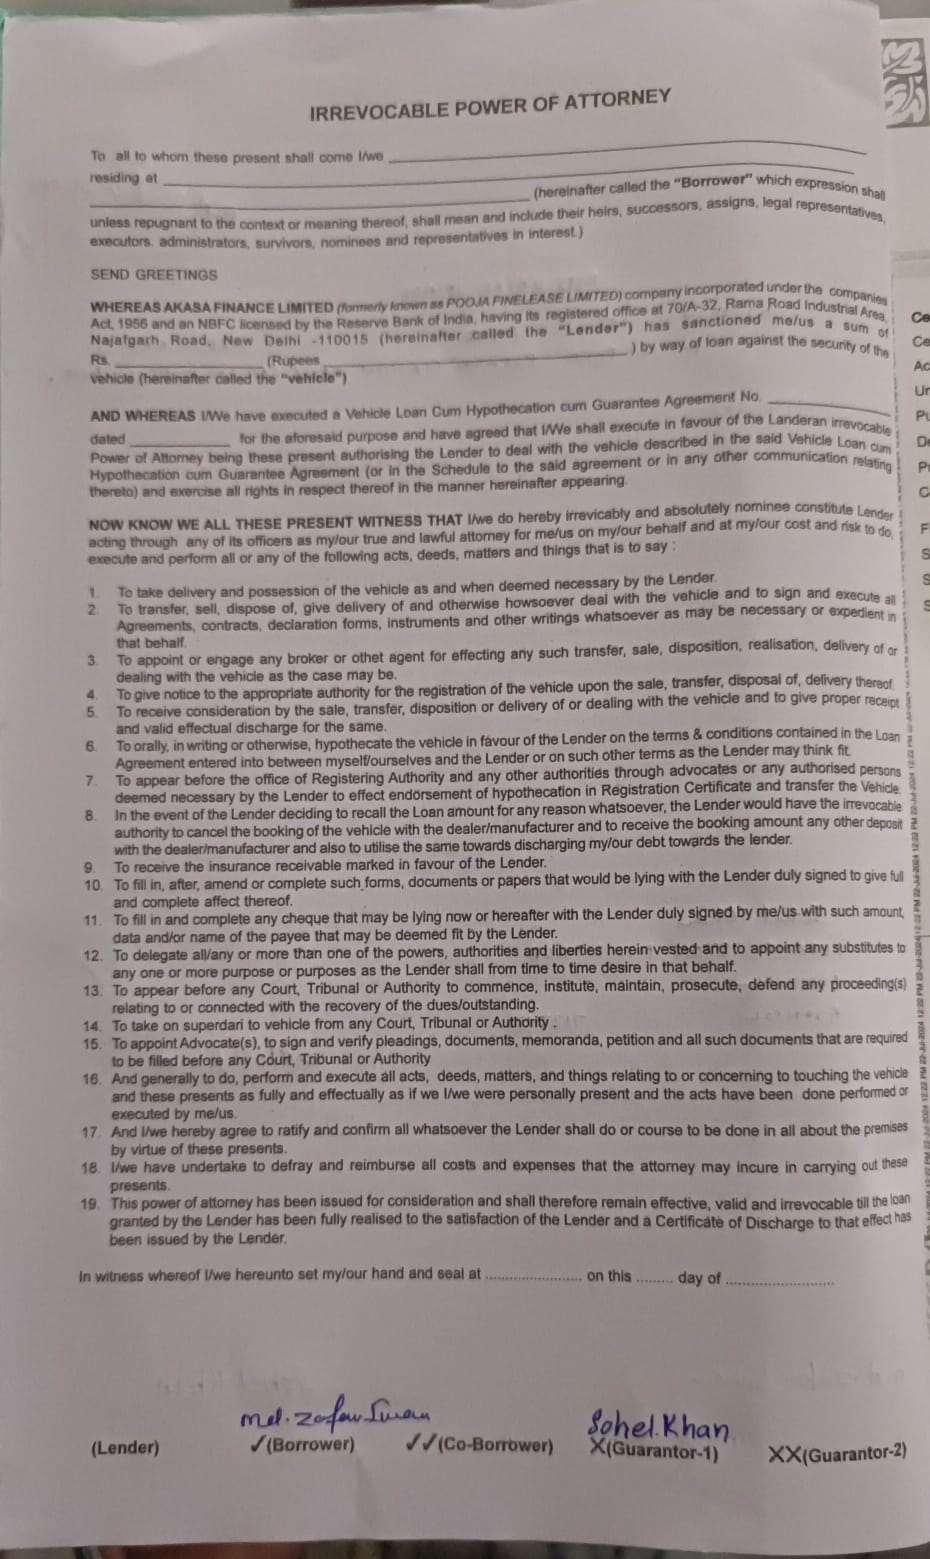 IRREVOCABLE POWER OF ATTORNEY
To all to whom these present shall come I/we
residing at
(hereinafter called the "Borrower" which expression shall
unless repugnant to the context or meaning thereof, shall mean and include their heirs, successors, assigns, legal representatives,
executors. administrators, survivors, nominees and representatives in interest.)
SEND GREETINGS
WHEREAS AKASA FINANCE LIMITED (formerly known as POOJA FINELEASE LIMITED) company incorporated under the companies
Act, 1956 and an NBFC licensed by the Reserve Bank of India, having its registered office at 70/A-32, Rama Road Industrial Area,
Najafgarh Road, New Delhi -110015 (hereinafter called the "Lender") has sanctioned me/us a sum of
Rs. (Rupees ) by way of loan against the security of the
vehicle (hereinafter called the "vehicle")
AND WHEREAS I/We have executed a Vehicle Loan Cum Hypothecation cum Guarantee Agreement No.
dated for the aforesaid purpose and have agreed that I/We shall execute in favour of the Landeran irrevocable
Power of Attorney being these present authorising the Lender to deal with the vehicle described in the said Vehicle Loan cum
Hypothecation cum Guarantee Agreement (or in the Schedule to the said agreement or in any other communication relating
thereto) and exercise all rights in respect thereof in the manner hereinafter appearing.
NOW KNOW WE ALL THESE PRESENT WITNESS THAT I/we do hereby irrevicably and absolutely nominee constitute Lender
acting through any of its officers as my/our true and lawful attorney for me/us on my/our behalf and at my/our cost and risk to do,
execute and perform all or any of the following acts, deeds, matters and things that is to say :
1. To take delivery and possession of the vehicle as and when deemed necessary by the Lender.
2. To transfer, sell, dispose of, give delivery of and otherwise howsoever deal with the vehicle and to sign and execute all
Agreements, contracts, declaration forms, instruments and other writings whatsoever as may be necessary or expedient in
that behalf.
3. To appoint or engage any broker or othet agent for effecting any such transfer, sale, disposition, realisation, delivery of or
dealing with the vehicle as the case may be.
4. To give notice to the appropriate authority for the registration of the vehicle upon the sale, transfer, disposal of, delivery thereof.
5. To receive consideration by the sale, transfer, disposition or delivery of or dealing with the vehicle and to give proper receipt
and valid effectual discharge for the same.
6. To orally, in writing or otherwise, hypothecate the vehicle in favour of the Lender on the terms & conditions contained in the Loan
Agreement entered into between myself/ourselves and the Lender or on such other terms as the Lender may think fit.
7. To appear before the office of Registering Authority and any other authorities through advocates or any authorised persons
deemed necessary by the Lender to effect endorsement of hypothecation in Registration Certificate and transfer the Vehicle.
8. In the event of the Lender deciding to recall the Loan amount for any reason whatsoever, the Lender would have the irrevocable
authority to cancel the booking of the vehicle with the dealer/manufacturer and to receive the booking amount any other deposit
with the dealer/manufacturer and also to utilise the same towards discharging my/our debt towards the lender.
9. To receive the insurance receivable marked in favour of the Lender.
10. To fill in, after, amend or complete such forms, documents or papers that would be lying with the Lender duly signed to give full
and complete affect thereof.
11. To fill in and complete any cheque that may be lying now or hereafter with the Lender duly signed by me/us with such amount,
data and/or name of the payee that may be deemed fit by the Lender.
12. To delegate all/any or more than one of the powers, authorities and liberties herein vested and to appoint any substitutes to
any one or more purpose or purposes as the Lender shall from time to time desire in that behalf.
13. To appear before any Court, Tribunal or Authority to commence, institute, maintain, prosecute, defend any proceeding(s)
relating to or connected with the recovery of the dues/outstanding.
14. To take on superdari to vehicle from any Court, Tribunal or Authority .
15. To appoint Advocate(s), to sign and verify pleadings, documents, memoranda, petition and all such documents that are required
to be filled before any Court, Tribunal or Authority
16. And generally to do, perform and execute all acts, deeds, matters, and things relating to or concerning to touching the vehicle
and these presents as fully and effectually as if we I/we were personally present and the acts have been done performed or
executed by me/us.
17. And I/we hereby agree to ratify and confirm all whatsoever the Lender shall do or course to be done in all about the premises
by virtue of these presents.
18. I/we have undertake to defray and reimburse all costs and expenses that the attorney may incure in carrying out these
presents.
19. This power of attorney has been issued for consideration and shall therefore remain effective, valid and irrevocable till the loan
granted by the Lender has been fully realised to the satisfaction of the Lender and a Certificate of Discharge to that effect has
been issued by the Lender.
In witness whereof I/we hereunto set my/our hand and seal at ........................ on this ......... day of ...........................
Md. Zafar Iman Sohel.Khan
(Lender) ✓(Borrower) ✓✓(Co-Borrower) X(Guarantor-1) XX(Guarantor-2)